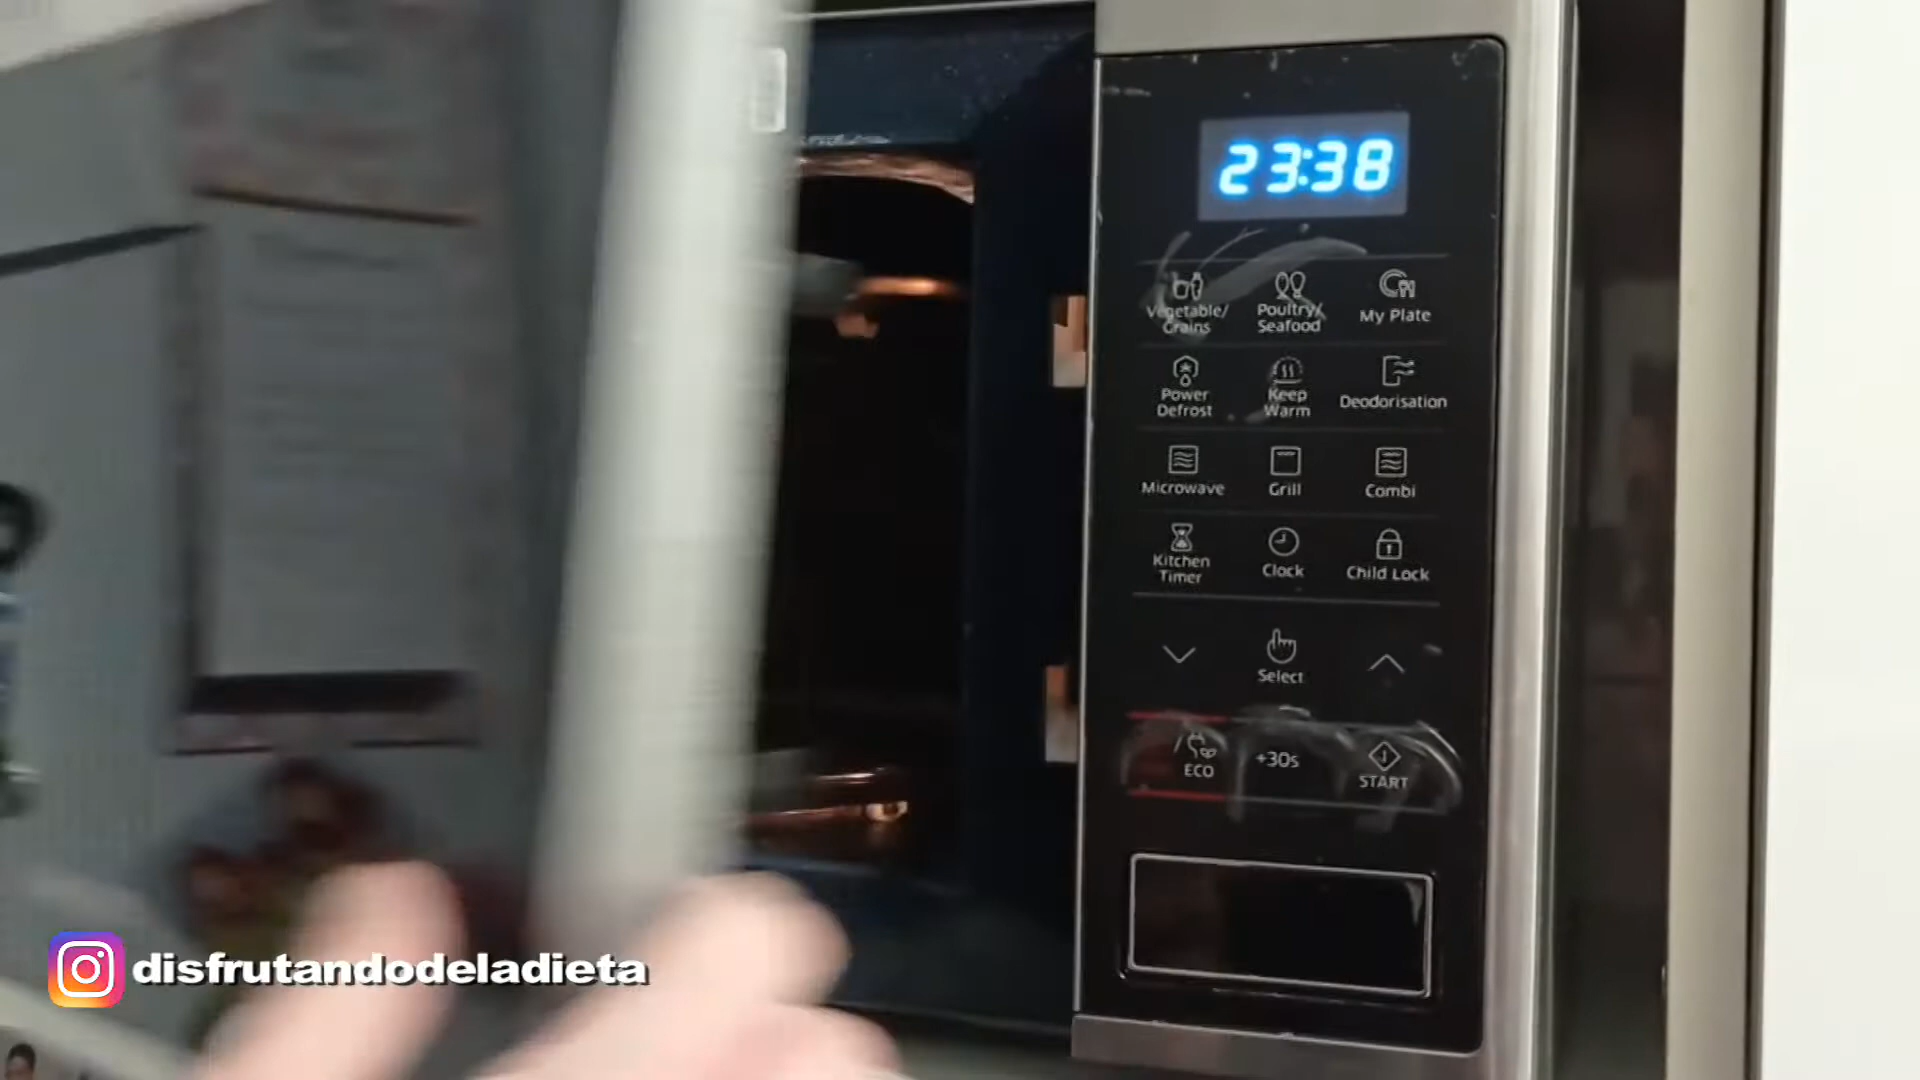 23:38
Vegetable/
Grains
Poultry/
Seafood
My Plate
Power
Defrost
Keep
Warm
Deodorisation
Microwave
Grill
Combi
Kitchen
Timer
Clock
Child Lock
Select
ECO
+30s
START
disfrutandodeladieta